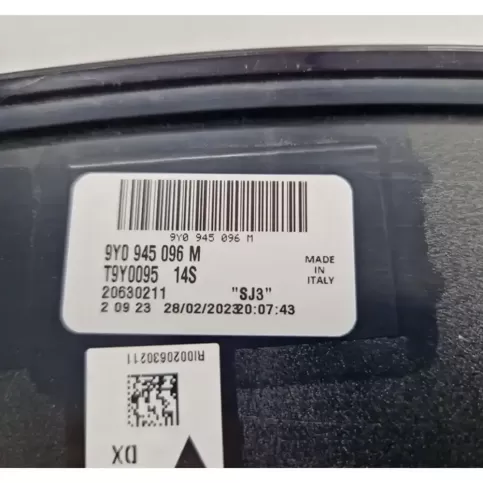 9Y0 945 096 M
9Y0 945 096 M
T9Y0095 14S
20630211 "SJ3"
2 09 23 28/02/2023 20:07:43
MADE
IN
ITALY
RI0020630211
DX